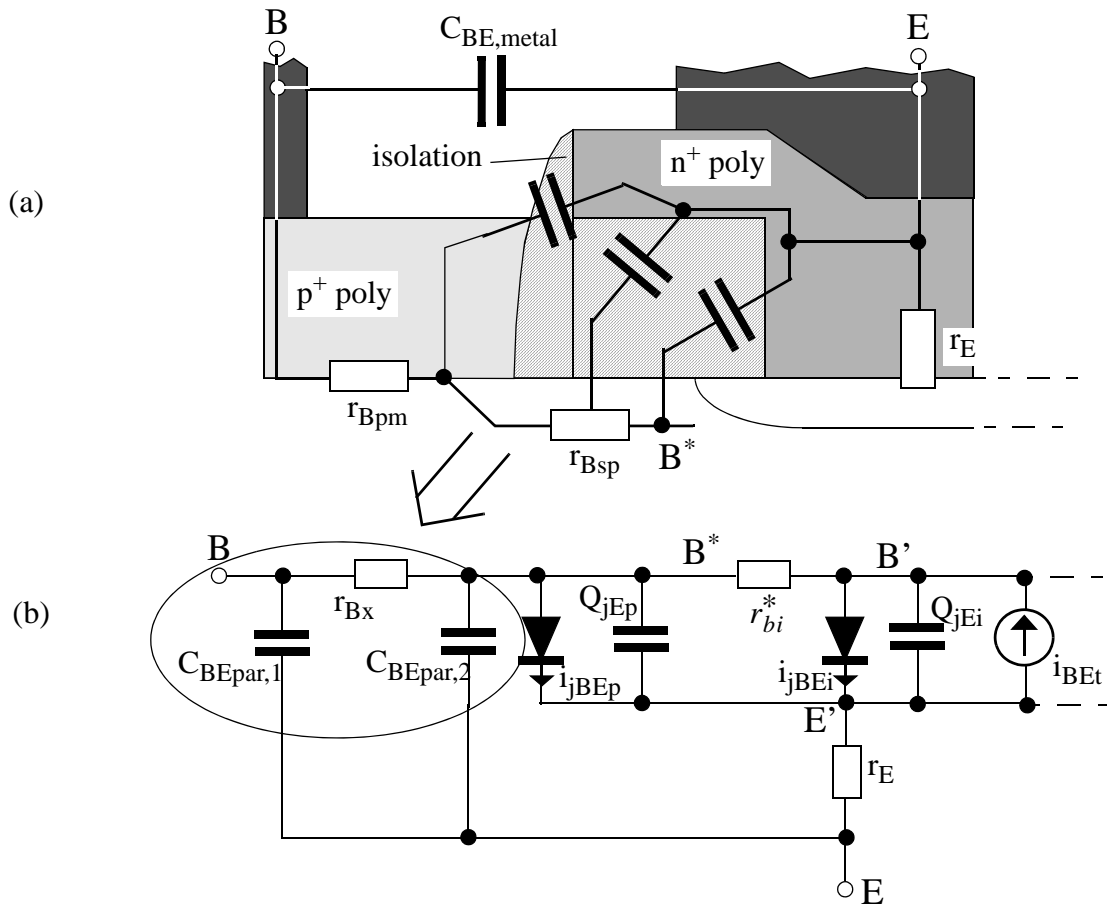 B
C_BE,metal
E
isolation
n⁺ poly
(a)
p⁺ poly
r_E
r_Bpm
r_Bsp
B*
(b)
B
r_Bx
C_BEpar,1
C_BEpar,2
i_jBEp
Q_jEp
B*
r*_bi
B’
i_jBEi
Q_jEi
i_BEt
E’
r_E
E